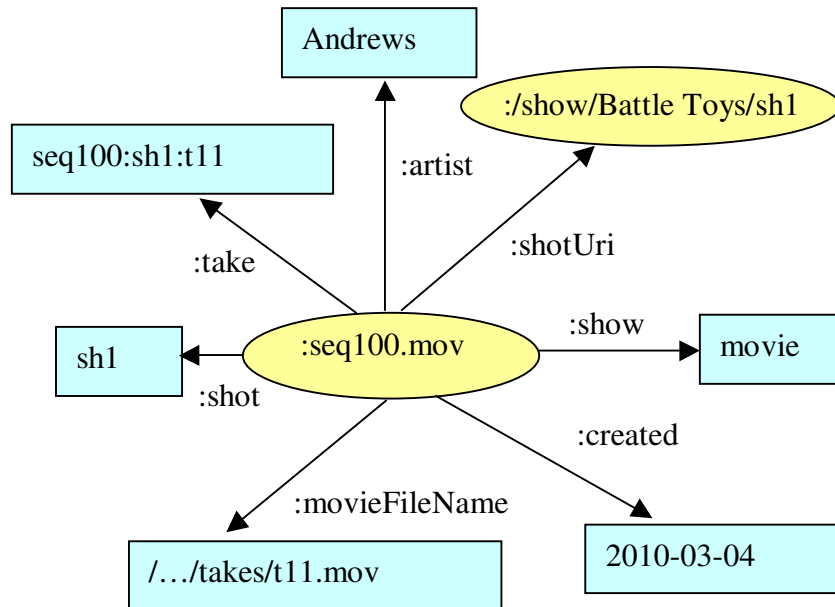 Andrews
:/show/Battle Toys/sh1
seq100:sh1:t11
:artist
:shotUri
:take
:seq100.mov
:show
movie
sh1
:shot
:created
:movieFileName
/…/takes/t11.mov
2010-03-04